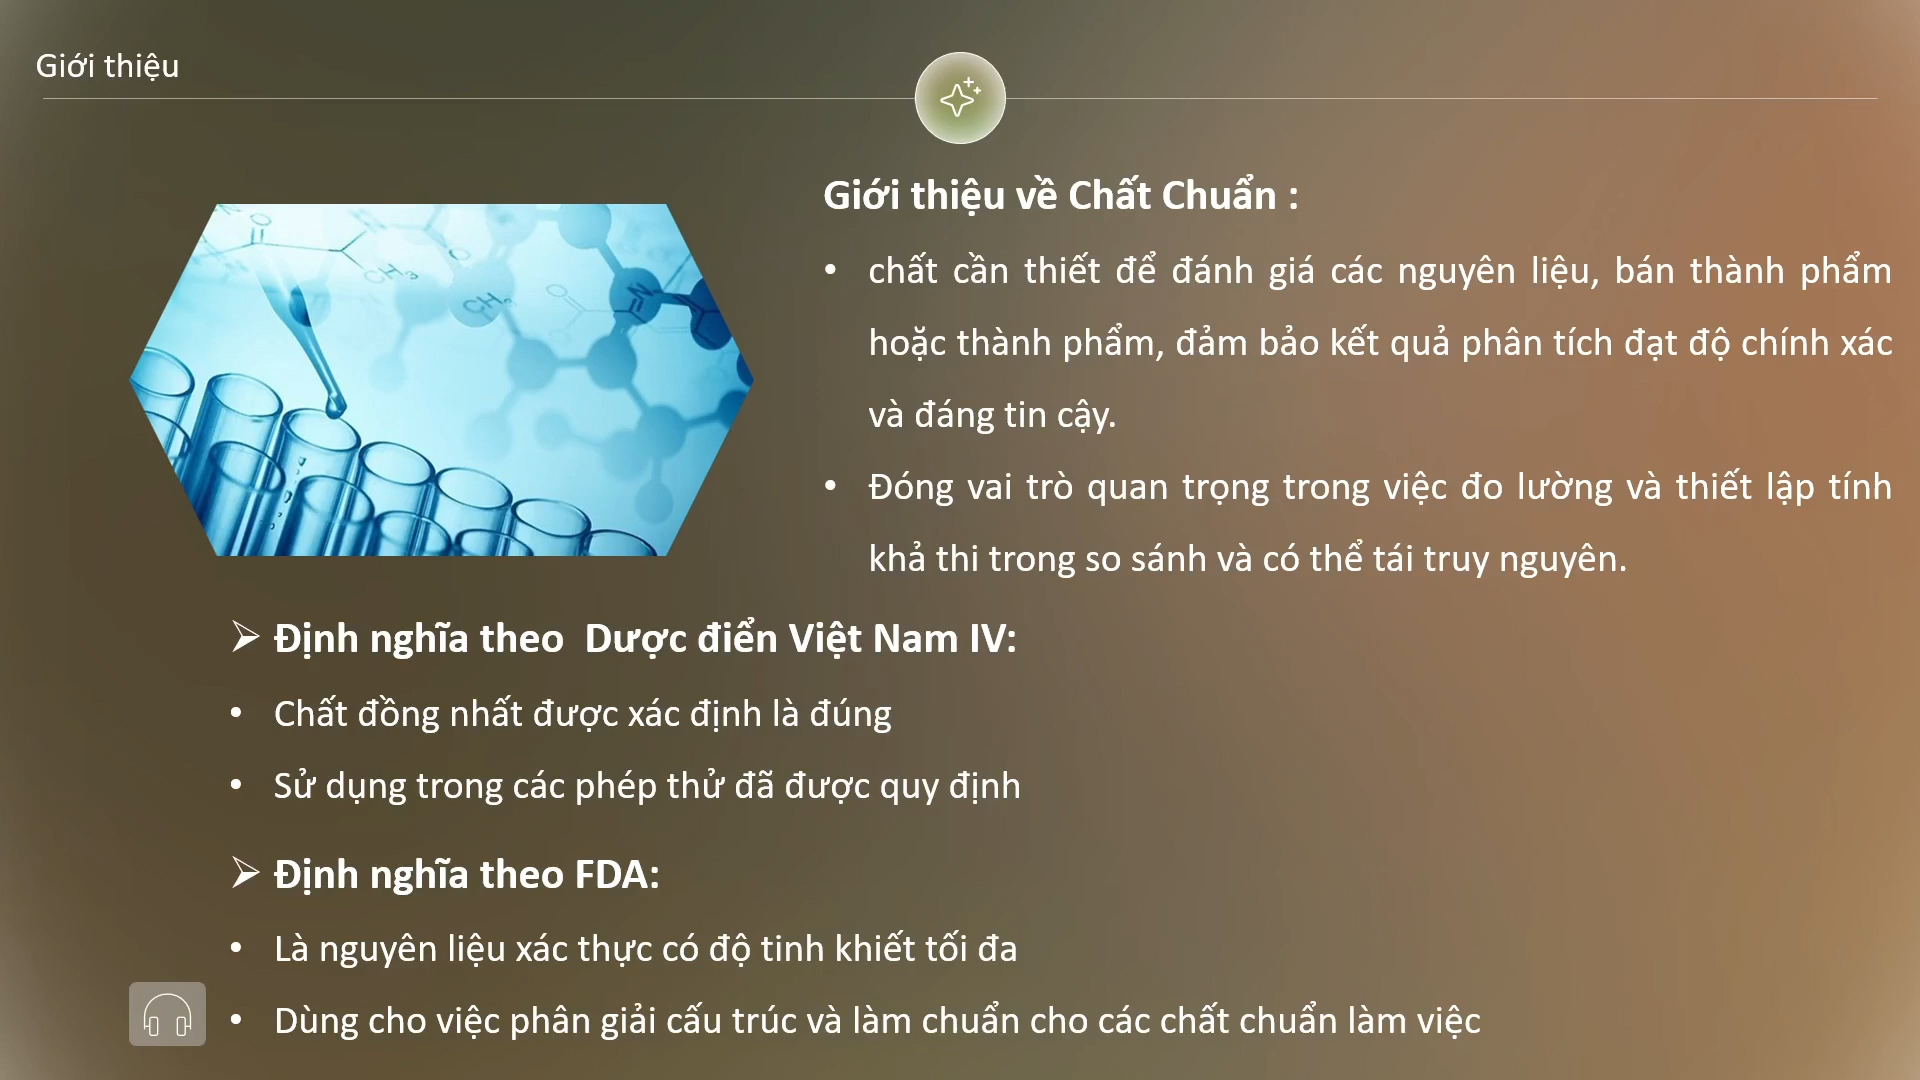 Giới thiệu
Giới thiệu về Chất Chuẩn :
• chất cần thiết để đánh giá các nguyên liệu, bán thành phẩm
hoặc thành phẩm, đảm bảo kết quả phân tích đạt độ chính xác
và đáng tin cậy.
• Đóng vai trò quan trọng trong việc đo lường và thiết lập tính
khả thi trong so sánh và có thể tái truy nguyên.
CH₃
CH₃
N
O
O
O
➢ Định nghĩa theo  Dược điển Việt Nam IV:
• Chất đồng nhất được xác định là đúng
• Sử dụng trong các phép thử đã được quy định
➢ Định nghĩa theo FDA:
• Là nguyên liệu xác thực có độ tinh khiết tối đa
• Dùng cho việc phân giải cấu trúc và làm chuẩn cho các chất chuẩn làm việc